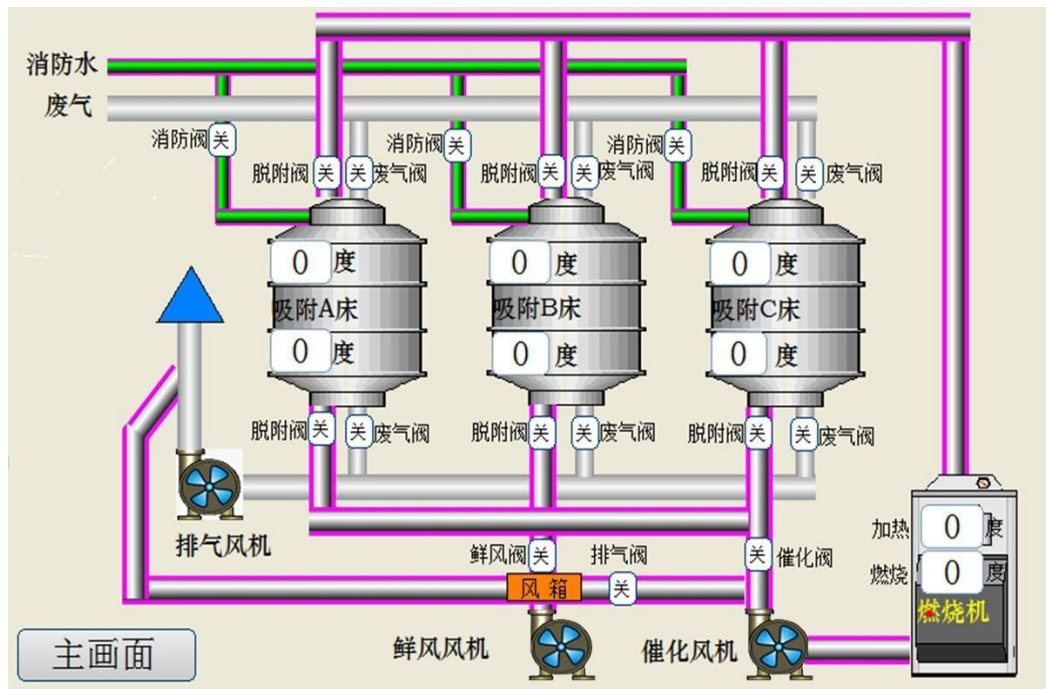 消防水
废气
消防阀 关 消防阀 关 消防阀 关
脱附阀 关 关 废气阀 脱附阀 关 关 废气阀 脱附阀 关 关 废气阀
0 度 0 度 0 度
吸附A床 吸附B床 吸附C床
0 度 0 度 0 度
脱附阀 关 关 废气阀 脱附阀 关 关 废气阀 脱附阀 关 关 废气阀
加热 0 度
排气风机
鲜风阀 关 排气阀 关 催化阀
燃烧 0 度
风箱 关
燃烧机
鲜风风机 催化风机
主画面